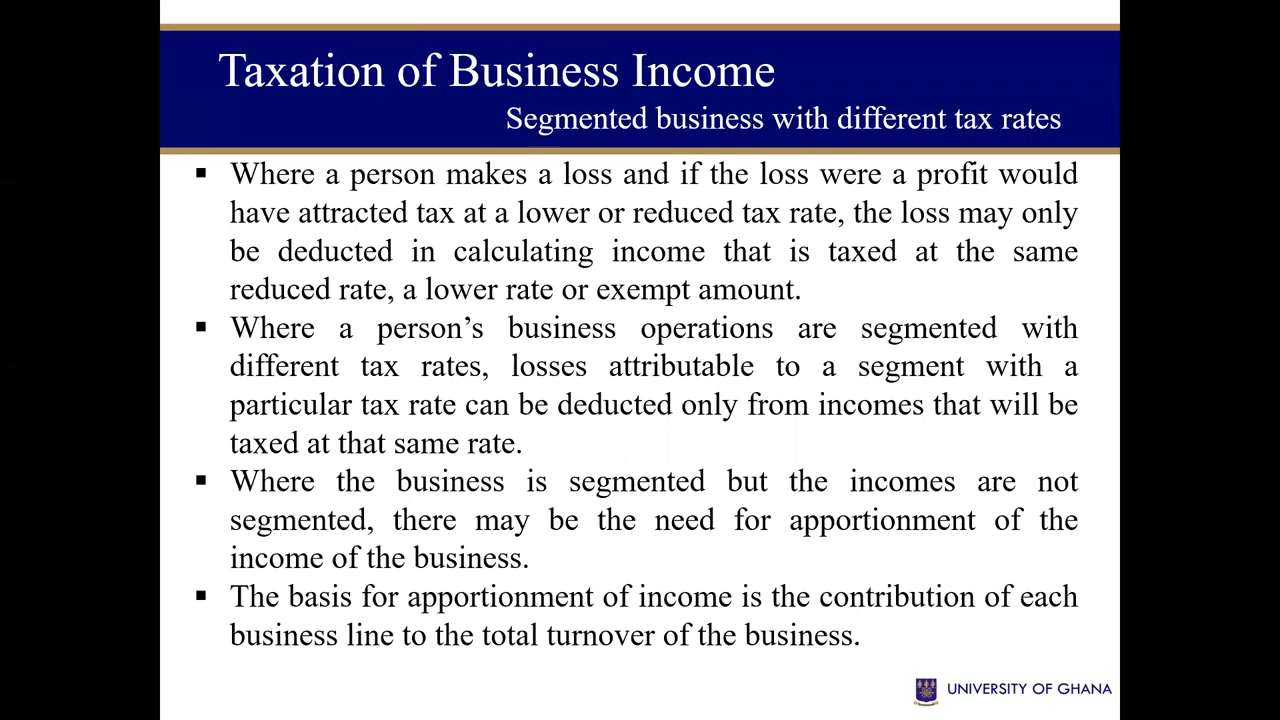 Taxation of Business Income
Segmented business with different tax rates
▪ Where a person makes a loss and if the loss were a profit would
have attracted tax at a lower or reduced tax rate, the loss may only
be deducted in calculating income that is taxed at the same
reduced rate, a lower rate or exempt amount.
▪ Where a person’s business operations are segmented with
different tax rates, losses attributable to a segment with a
particular tax rate can be deducted only from incomes that will be
taxed at that same rate.
▪ Where the business is segmented but the incomes are not
segmented, there may be the need for apportionment of the
income of the business.
▪ The basis for apportionment of income is the contribution of each
business line to the total turnover of the business.
UNIVERSITY OF GHANA